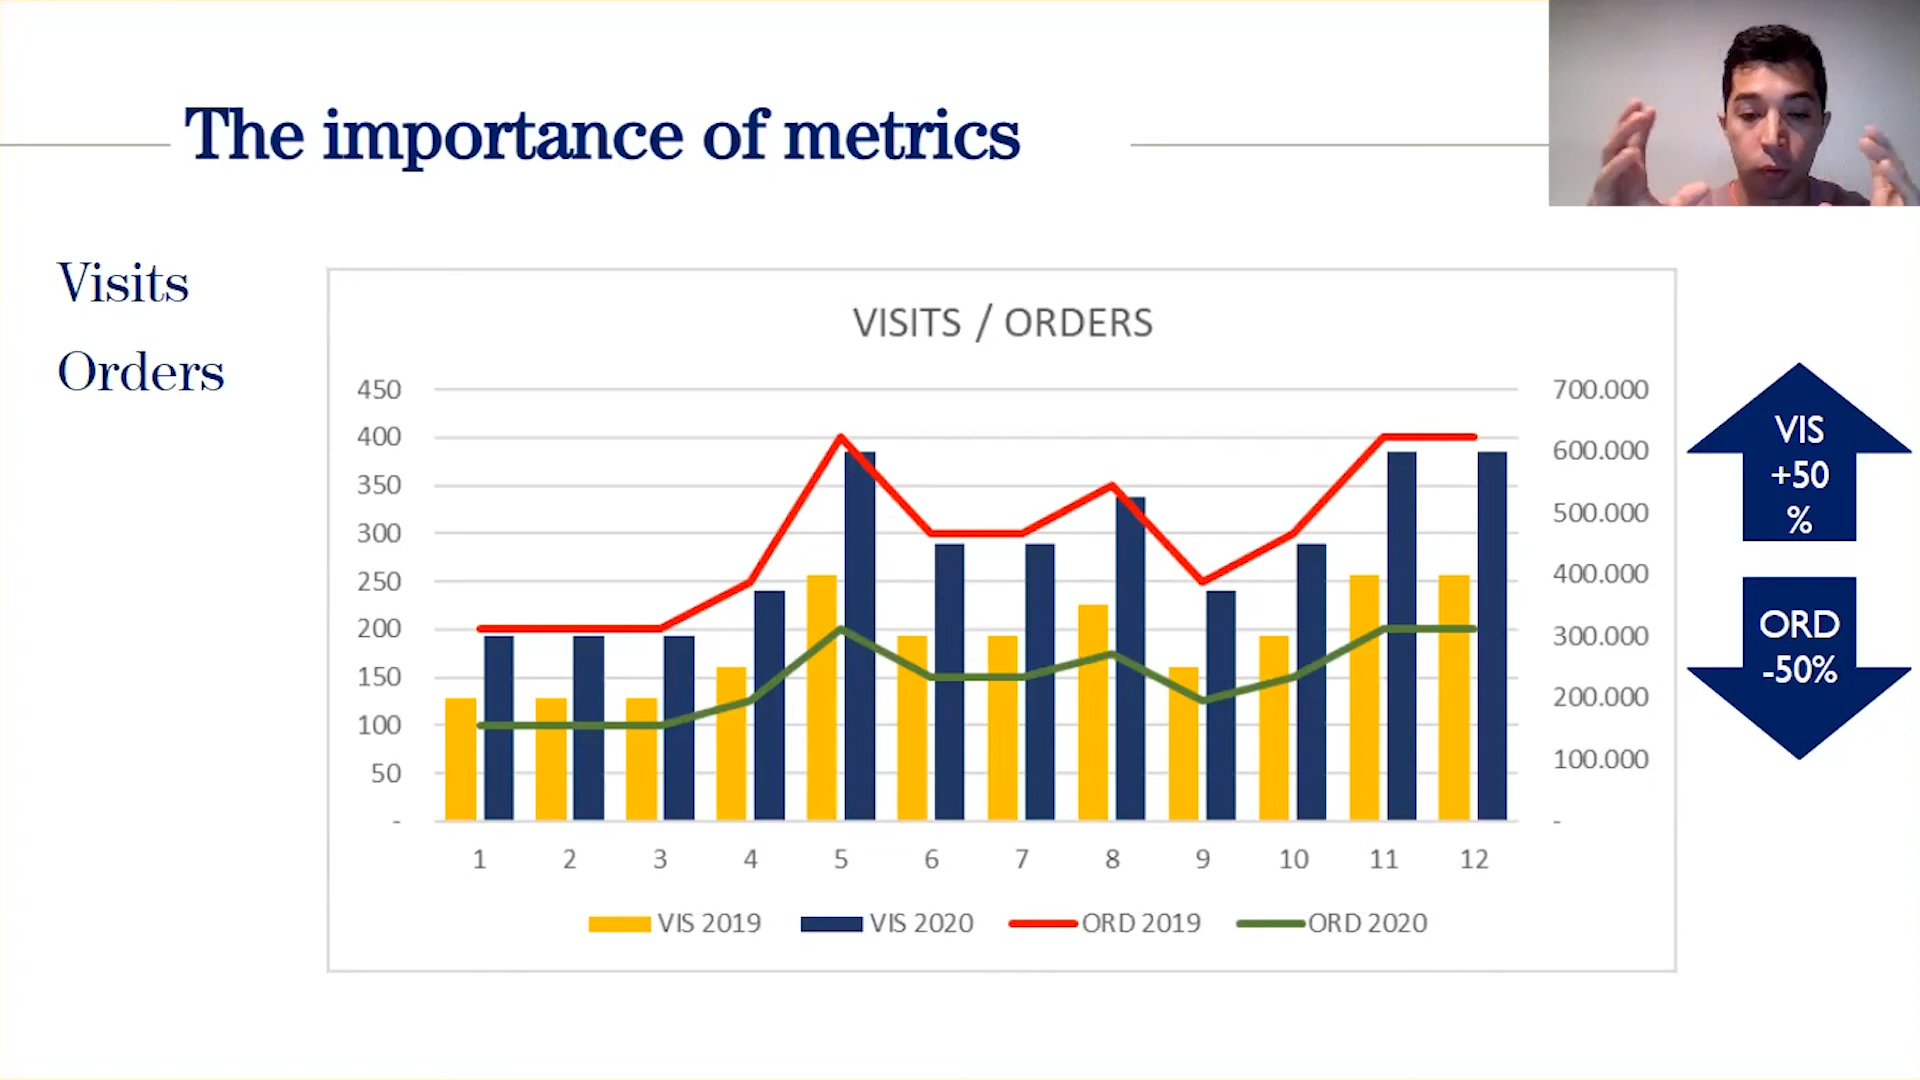 The importance of metrics
Visits
Orders
VISITS / ORDERS
450
400
350
300
250
200
150
100
50
-
700.000
600.000
500.000
400.000
300.000
200.000
100.000
-
1 2 3 4 5 6 7 8 9 10 11 12
VIS 2019 VIS 2020 ORD 2019 ORD 2020
VIS
+50
%
ORD
-50%